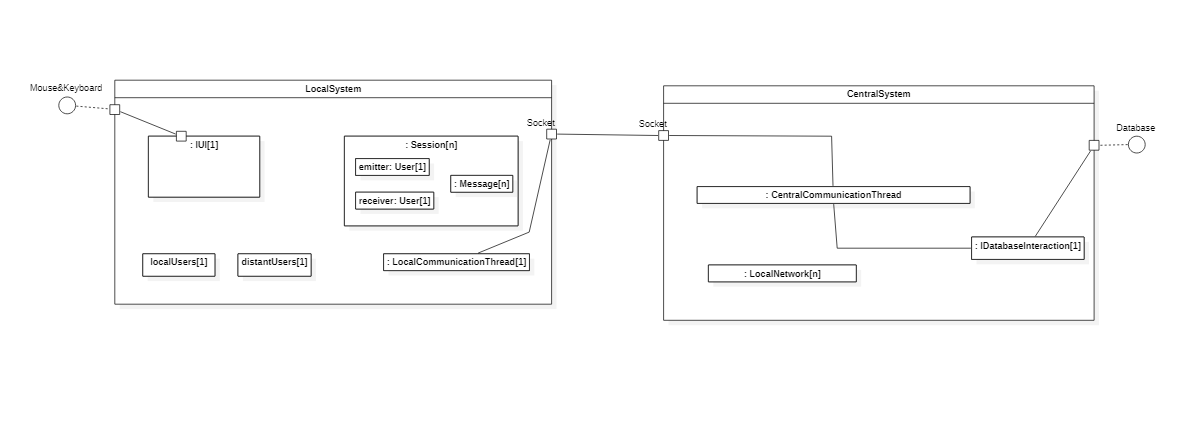 Mouse&Keyboard
LocalSystem
: IUI[1]
: Session[n]
emitter: User[1]
: Message[n]
receiver: User[1]
localUsers[1]
distantUsers[1]
: LocalCommunicationThread[1]
Socket
Socket
CentralSystem
: CentralCommunicationThread
: IDatabaseInteraction[1]
: LocalNetwork[n]
Database